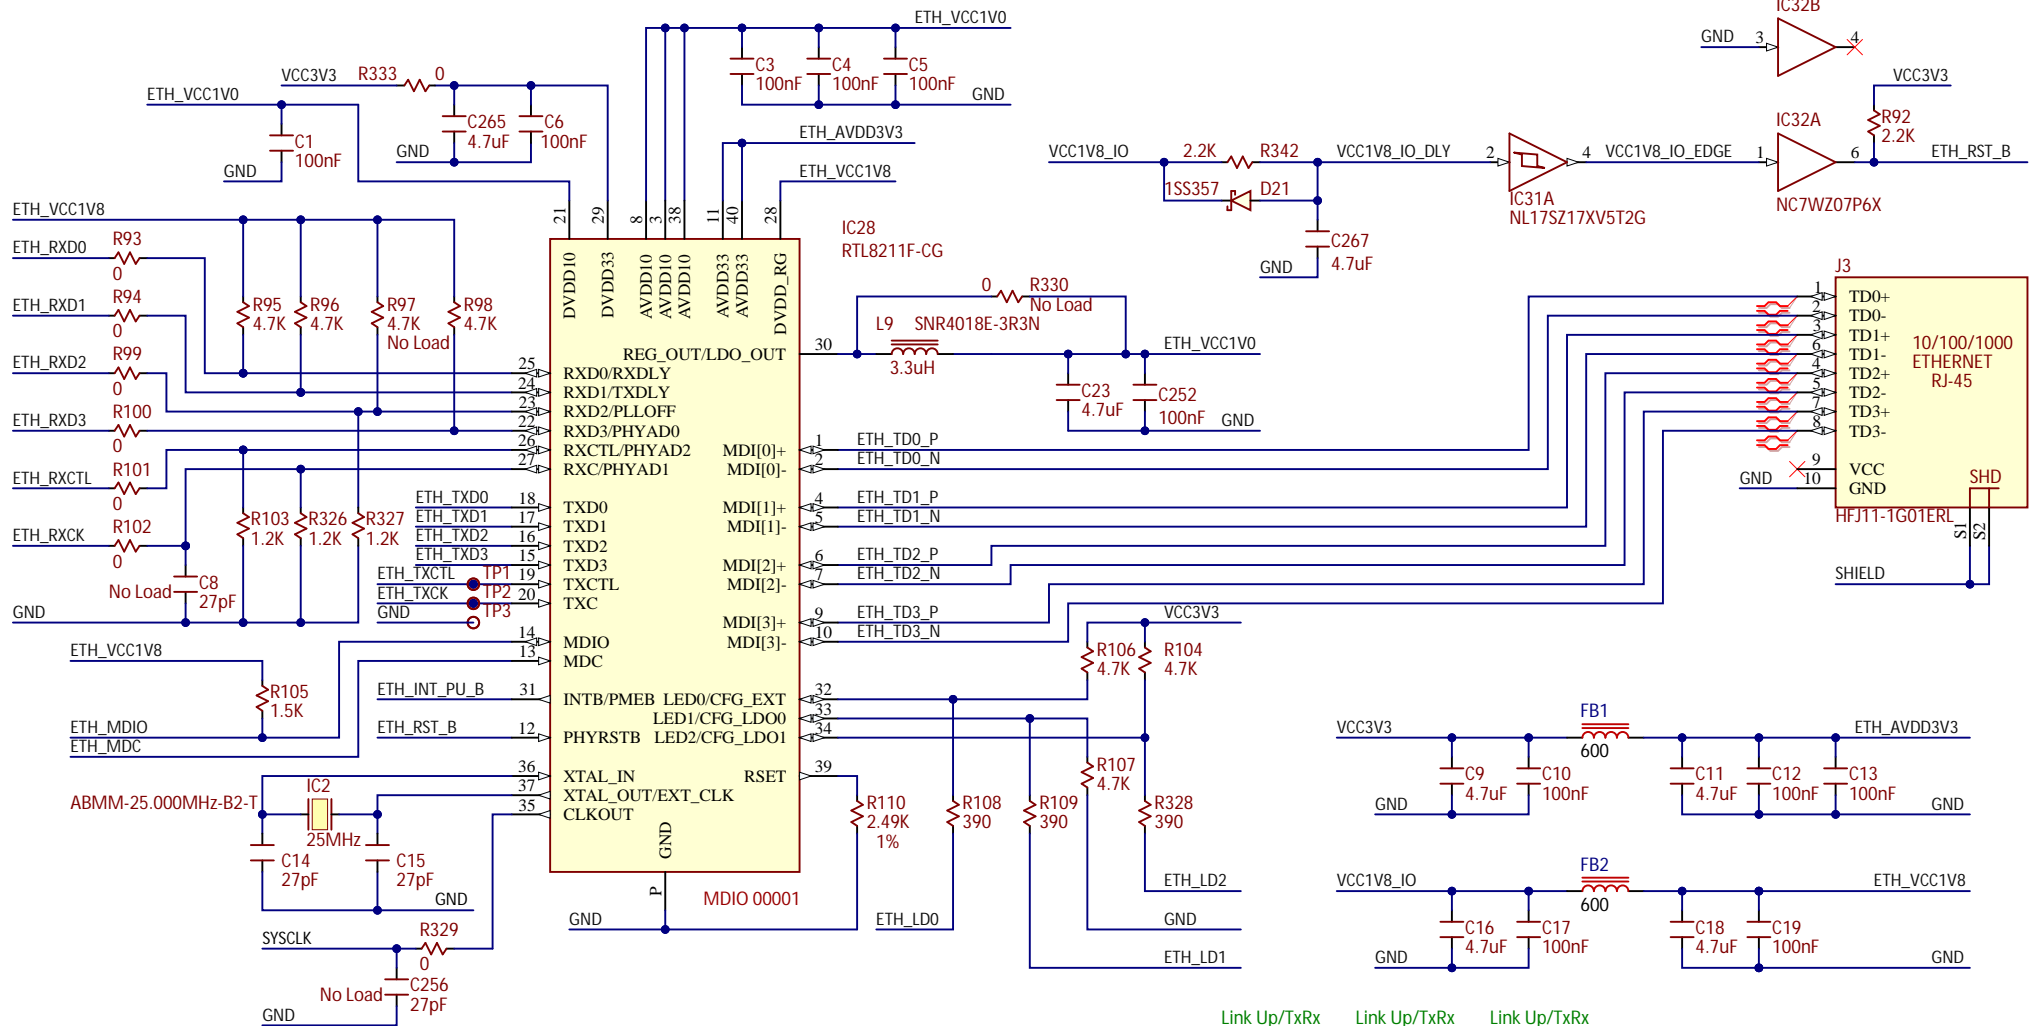 IC32B
GND 3 4
ETH_VCC1V0
VCC3V3 R333 0
C3 100nF
C4 100nF
C5 100nF
GND
VCC3V3
R92 2.2K
ETH_VCC1V0
C1 100nF
GND
C265 4.7uF
C6 100nF
GND
ETH_AVDD3V3
ETH_VCC1V8
VCC1V8_IO 2.2K R342 VCC1V8_IO_DLY 2 4 VCC1V8_IO_EDGE 1 6 ETH_RST_B
IC32A
NC7WZ07P6X
1SS357 D21
IC31A
NL17SZ17XV5T2G
C267 4.7uF
GND
ETH_VCC1V8
21 29 8 3 38 11 40 28
IC28
RTL8211F-CG
DVDD10 DVDD33 AVDD10 AVDD10 AVDD10 AVDD33 AVDD33 DVDD_RG
ETH_RXD0 R93 0
ETH_RXD1 R94 0
ETH_RXD2 R99 0
ETH_RXD3 R100 0
ETH_RXCTL R101 0
ETH_RXCK R102 0
R95 4.7K
R96 4.7K
R97 4.7K No Load
R98 4.7K
0 R330 No Load
L9 SNR4018E-3R3N
3.3uH
REG_OUT/LDO_OUT 30
ETH_VCC1V0
C23 4.7uF
C252 100nF
GND
25 RXD0/RXDLY
24 RXD1/TXDLY
23 RXD2/PLLOFF
22 RXD3/PHYAD0
26 RXCTL/PHYAD2
27 RXC/PHYAD1
R103 1.2K
R326 1.2K
R327 1.2K
No Load C8 27pF
GND
ETH_TXD0 18 TXD0
ETH_TXD1 17 TXD1
ETH_TXD2 16 TXD2
ETH_TXD3 15 TXD3
ETH_TXCTL TP1 19 TXCTL
ETH_TXCK TP2 20 TXC
GND TP3
MDI[0]+ 1 ETH_TD0_P
MDI[0]- 2 ETH_TD0_N
MDI[1]+ 4 ETH_TD1_P
MDI[1]- 5 ETH_TD1_N
MDI[2]+ 6 ETH_TD2_P
MDI[2]- 7 ETH_TD2_N
MDI[3]+ 9 ETH_TD3_P
MDI[3]- 10 ETH_TD3_N
J3
1 TD0+
2 TD0-
3 TD1+
6 TD1-
4 TD2+
5 TD2-
7 TD3+
8 TD3-
9 VCC
GND 10 GND
10/100/1000
ETHERNET
RJ-45
SHD
HFJ11-1G01ERL
S1 S2
SHIELD
14 MDIO
13 MDC
ETH_VCC1V8
R105 1.5K
ETH_MDIO
ETH_MDC
ETH_INT_PU_B 31 INTB/PMEB
ETH_RST_B 12 PHYRSTB
LED0/CFG_EXT 32
LED1/CFG_LDO0 33
LED2/CFG_LDO1 34
VCC3V3
R106 4.7K
R104 4.7K
R107 4.7K
36 XTAL_IN
37 XTAL_OUT/EXT_CLK
35 CLKOUT
RSET 39
IC2
ABMM-25.000MHz-B2-T
25MHz
C14 27pF
C15 27pF
GND
R110 2.49K 1%
R108 390
R109 390
R328 390
GND
P
MDIO 00001
GND
ETH_LD0
ETH_LD2
GND
ETH_LD1
SYSCLK R329 0
No Load C256 27pF
GND
FB1
VCC3V3 600 ETH_AVDD3V3
C9 4.7uF
C10 100nF
C11 4.7uF
C12 100nF
C13 100nF
GND GND
FB2
VCC1V8_IO 600 ETH_VCC1V8
C16 4.7uF
C17 100nF
C18 4.7uF
C19 100nF
GND GND
Link Up/TxRx Link Up/TxRx Link Up/TxRx